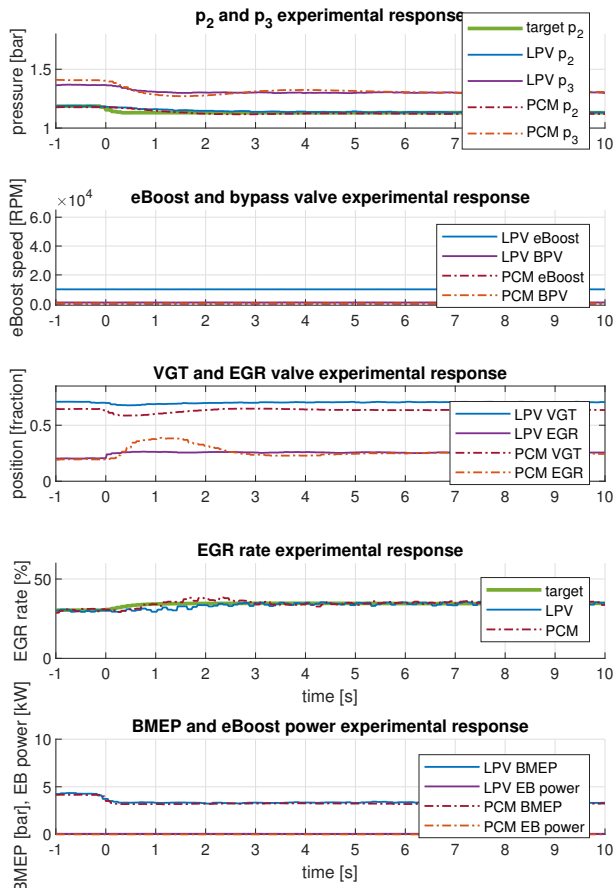 p2 and p3 experimental response
pressure [bar]
1.5
1
target p2
LPV p2
LPV p3
PCM p2
PCM p3
-1 0 1 2 3 4 5 6 7 8 9 10
eBoost and bypass valve experimental response
×10^4
eBoost speed [RPM]
6.0
4.0
2.0
0.0
LPV eBoost
LPV BPV
PCM eBoost
PCM BPV
-1 0 1 2 3 4 5 6 7 8 9 10
VGT and EGR valve experimental response
position [fraction]
0.5
0
LPV VGT
LPV EGR
PCM VGT
PCM EGR
-1 0 1 2 3 4 5 6 7 8 9 10
EGR rate experimental response
EGR rate [%]
50
0
target
LPV
PCM
-1 0 1 2 3 4 5 6 7 8 9 10
time [s]
BMEP and eBoost power experimental response
BMEP [bar], EB power [kW]
10
5
0
LPV BMEP
LPV EB power
PCM BMEP
PCM EB power
-1 0 1 2 3 4 5 6 7 8 9 10
time [s]